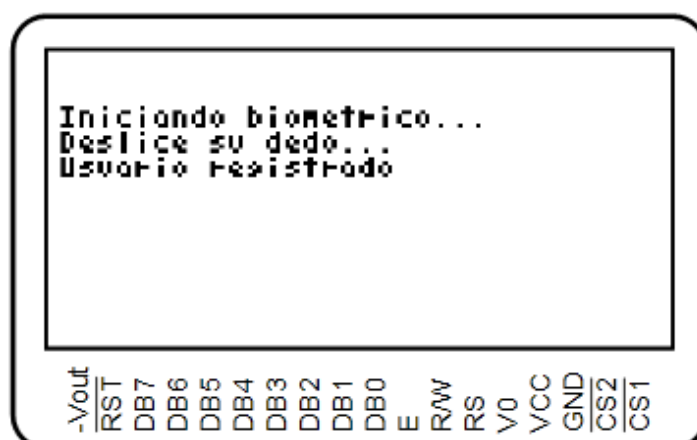 Iniciando biometrico...
Deslice su dedo...
Usuario registrado
-Vout
RST
DB7
DB6
DB5
DB4
DB3
DB2
DB1
DB0
E
R/W
RS
V0
VCC
GND
CS2
CS1